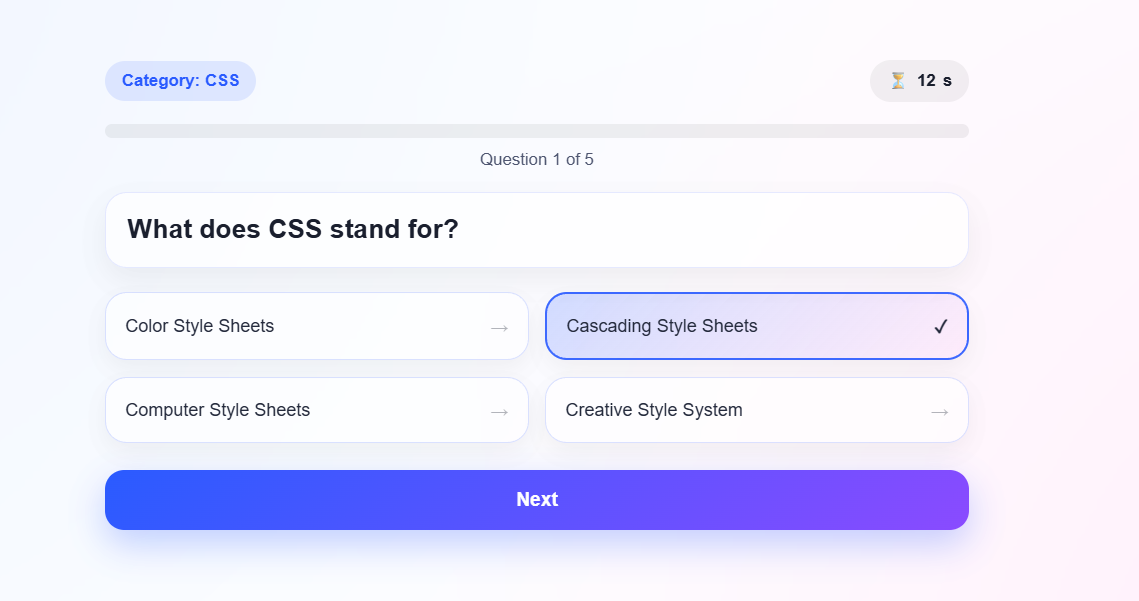 Category: CSS
⏳ 12 s
Question 1 of 5
What does CSS stand for?
Color Style Sheets →
Cascading Style Sheets ✓
Computer Style Sheets →
Creative Style System →
Next